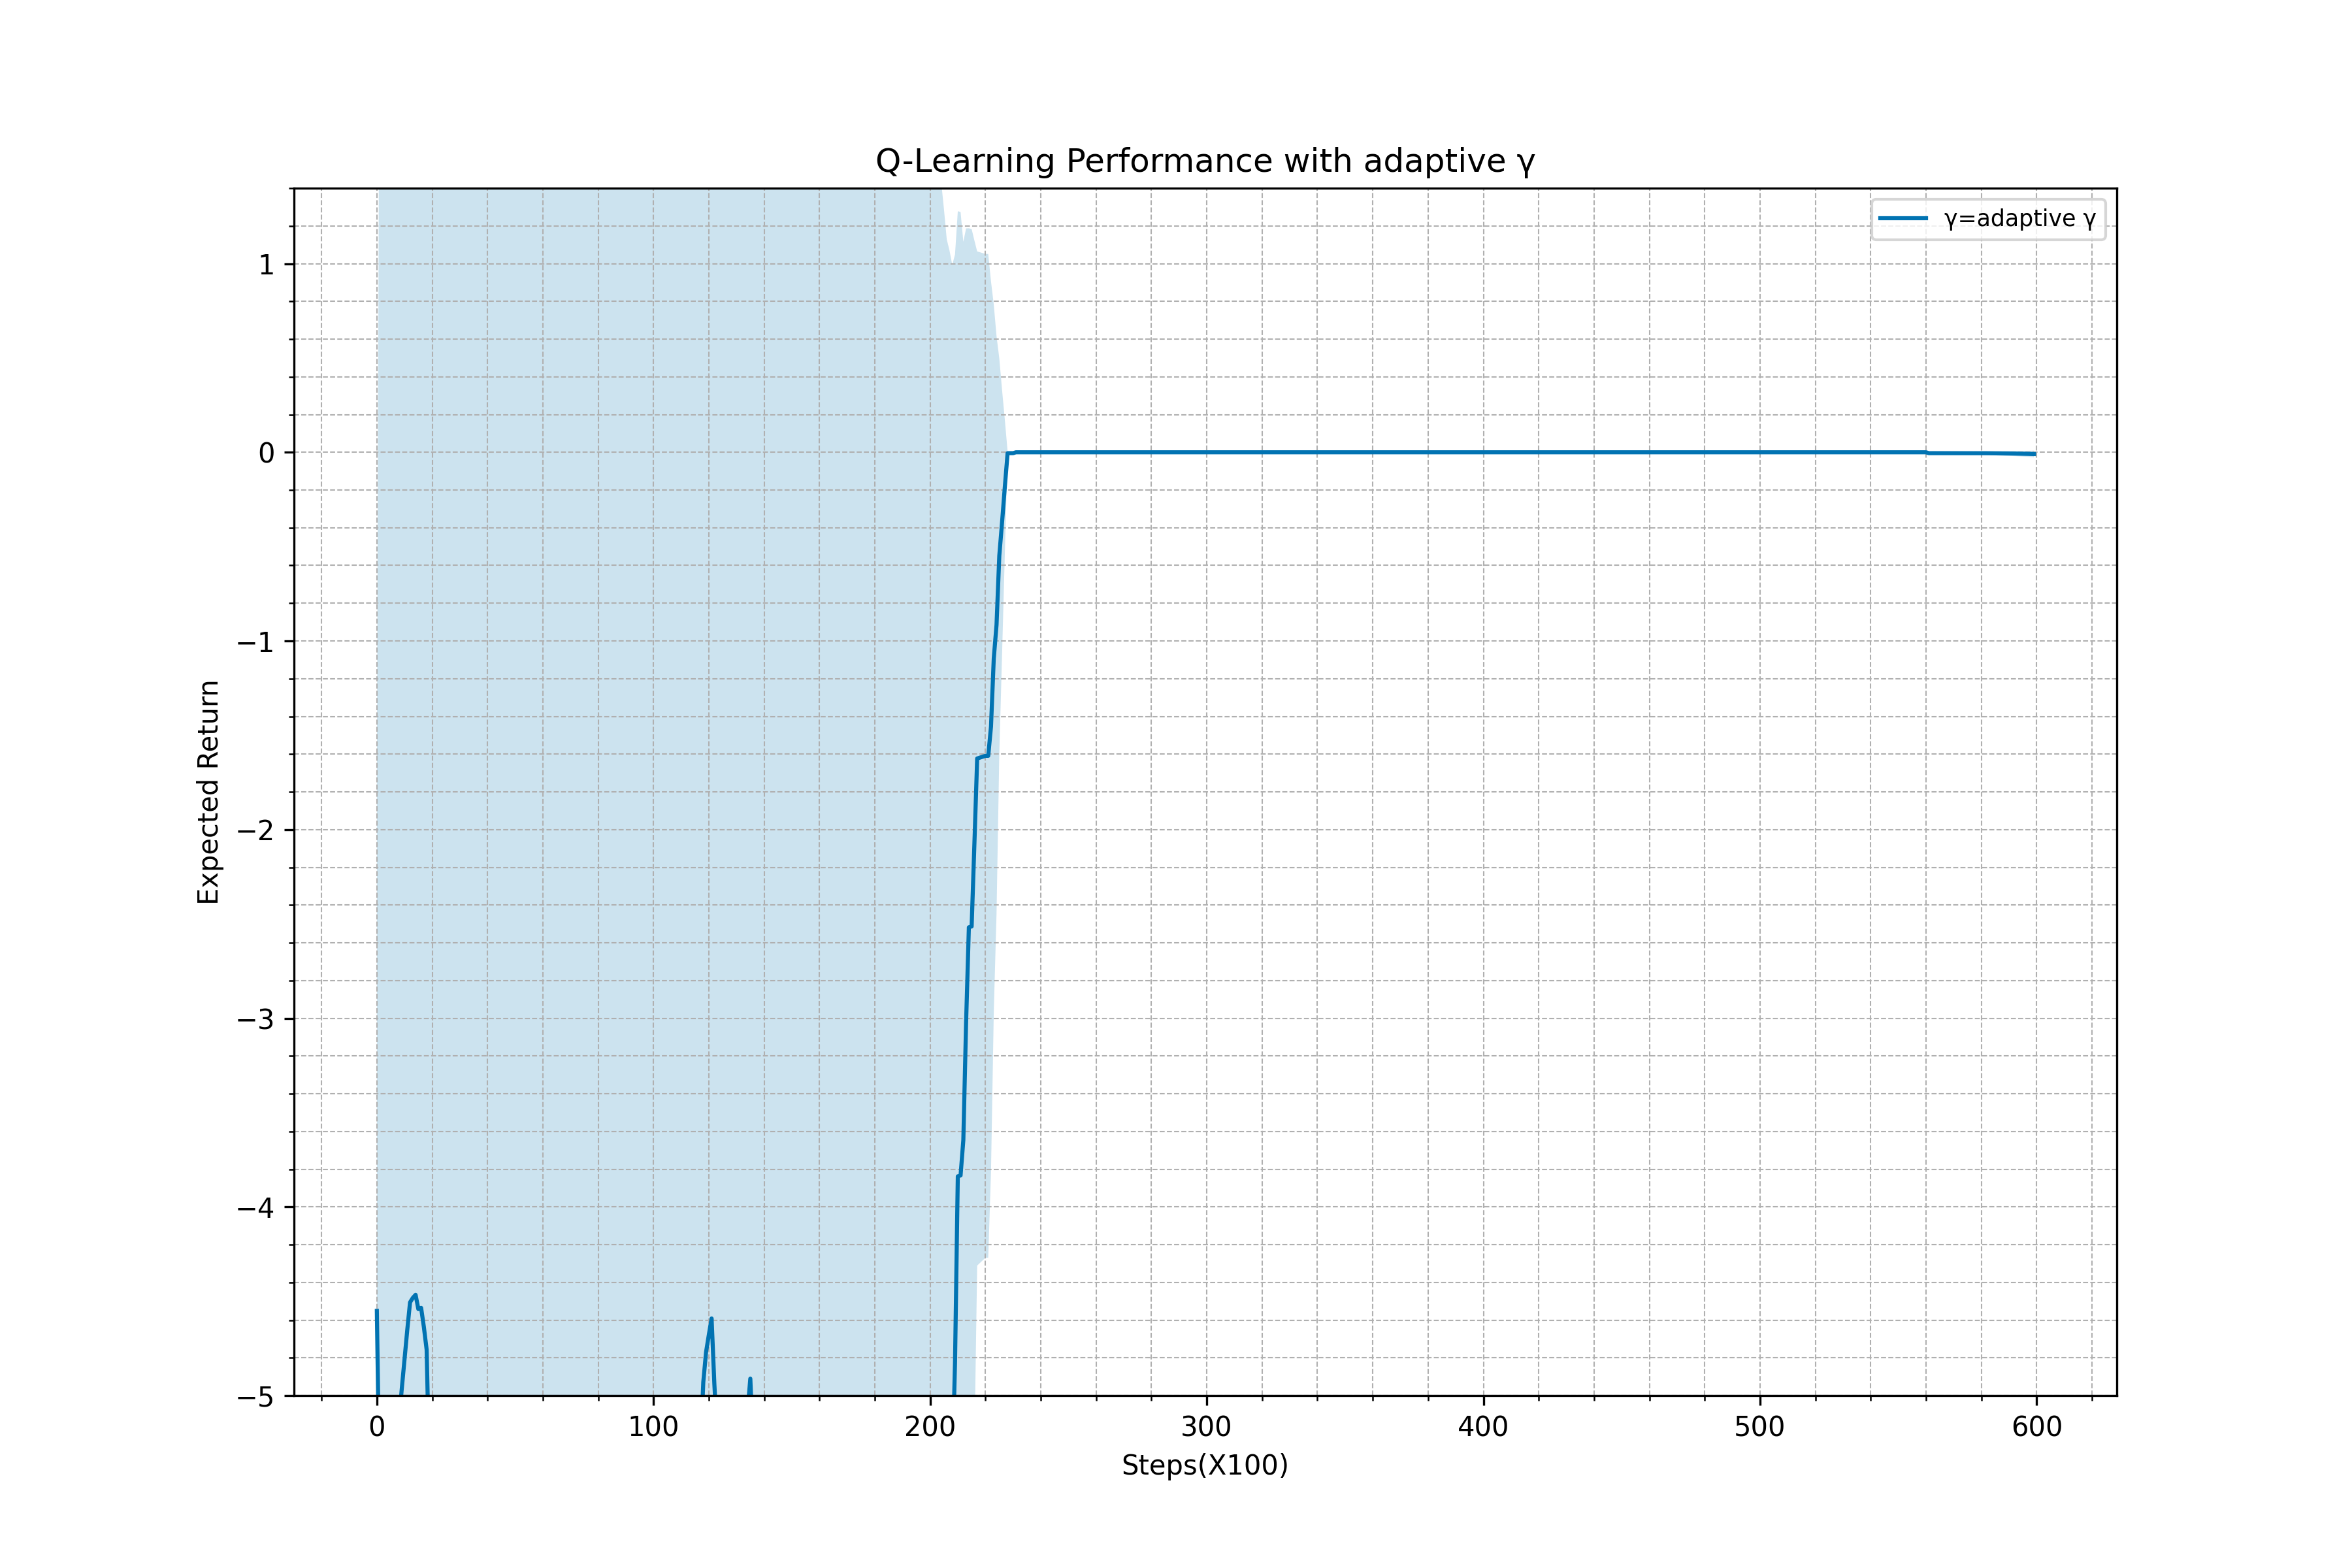 Q-Learning Performance with adaptive γ
γ=adaptive γ
Expected Return
1
0
−1
−2
−3
−4
−5
0 100 200 300 400 500 600
Steps(X100)